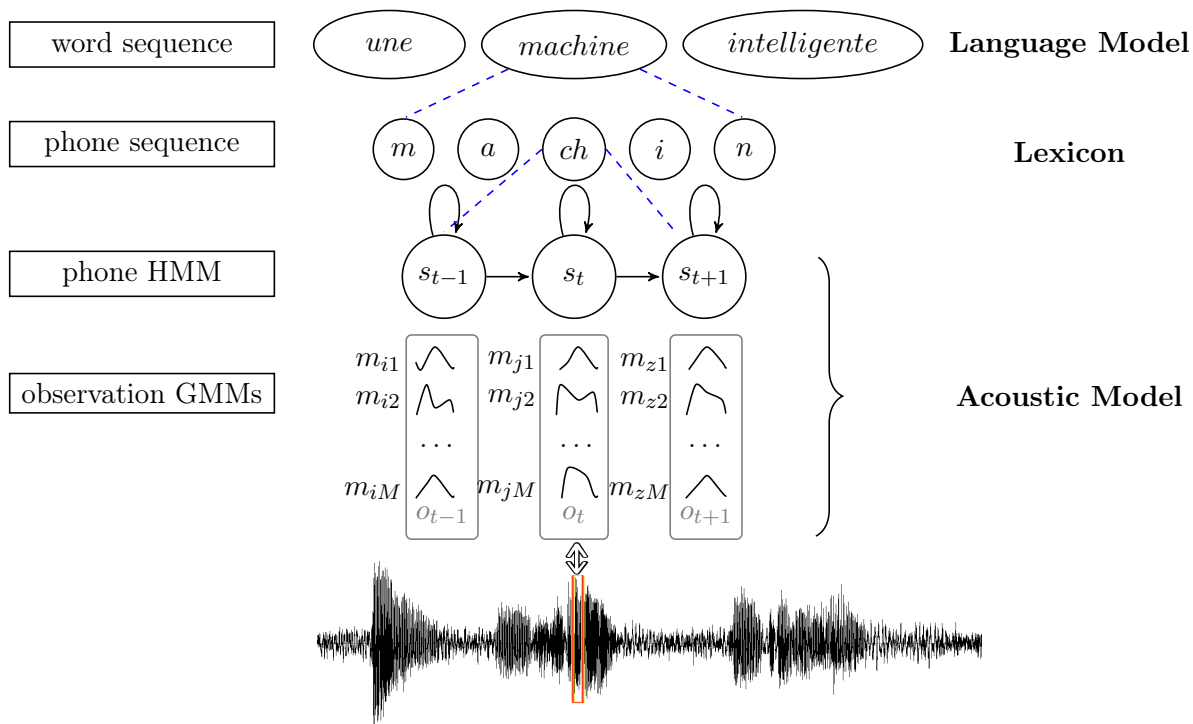 word sequence une machine intelligente Language Model
phone sequence m a ch i n Lexicon
phone HMM s_{t−1} s_t s_{t+1}
m_{i1} m_{j1} m_{z1}
observation GMMs m_{i2} m_{j2} m_{z2} Acoustic Model
... ... ...
m_{iM} m_{jM} m_{zM}
o_{t−1} o_t o_{t+1}